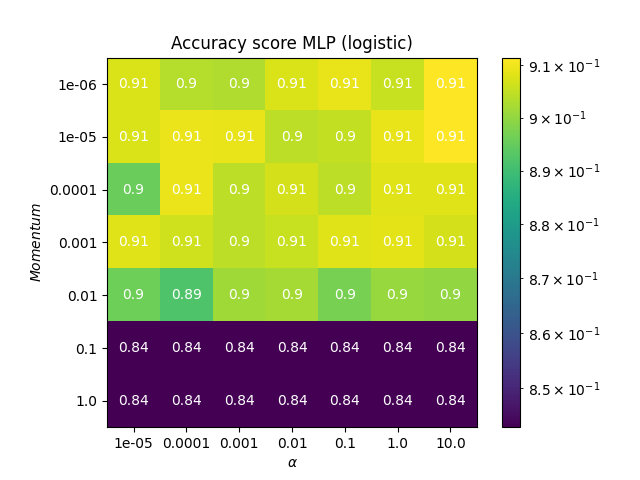 Accuracy score MLP (logistic)
1e-06 0.91 0.9 0.9 0.91 0.91 0.91 0.91
1e-05 0.91 0.91 0.91 0.9 0.9 0.91 0.91
0.0001 0.9 0.91 0.9 0.91 0.9 0.91 0.91
0.001 0.91 0.91 0.9 0.91 0.91 0.91 0.91
0.01 0.9 0.89 0.9 0.9 0.9 0.9 0.9
0.1 0.84 0.84 0.84 0.84 0.84 0.84 0.84
1.0 0.84 0.84 0.84 0.84 0.84 0.84 0.84
1e-05 0.0001 0.001 0.01 0.1 1.0 10.0
α
Momentum
9.1 × 10⁻¹
9 × 10⁻¹
8.9 × 10⁻¹
8.8 × 10⁻¹
8.7 × 10⁻¹
8.6 × 10⁻¹
8.5 × 10⁻¹